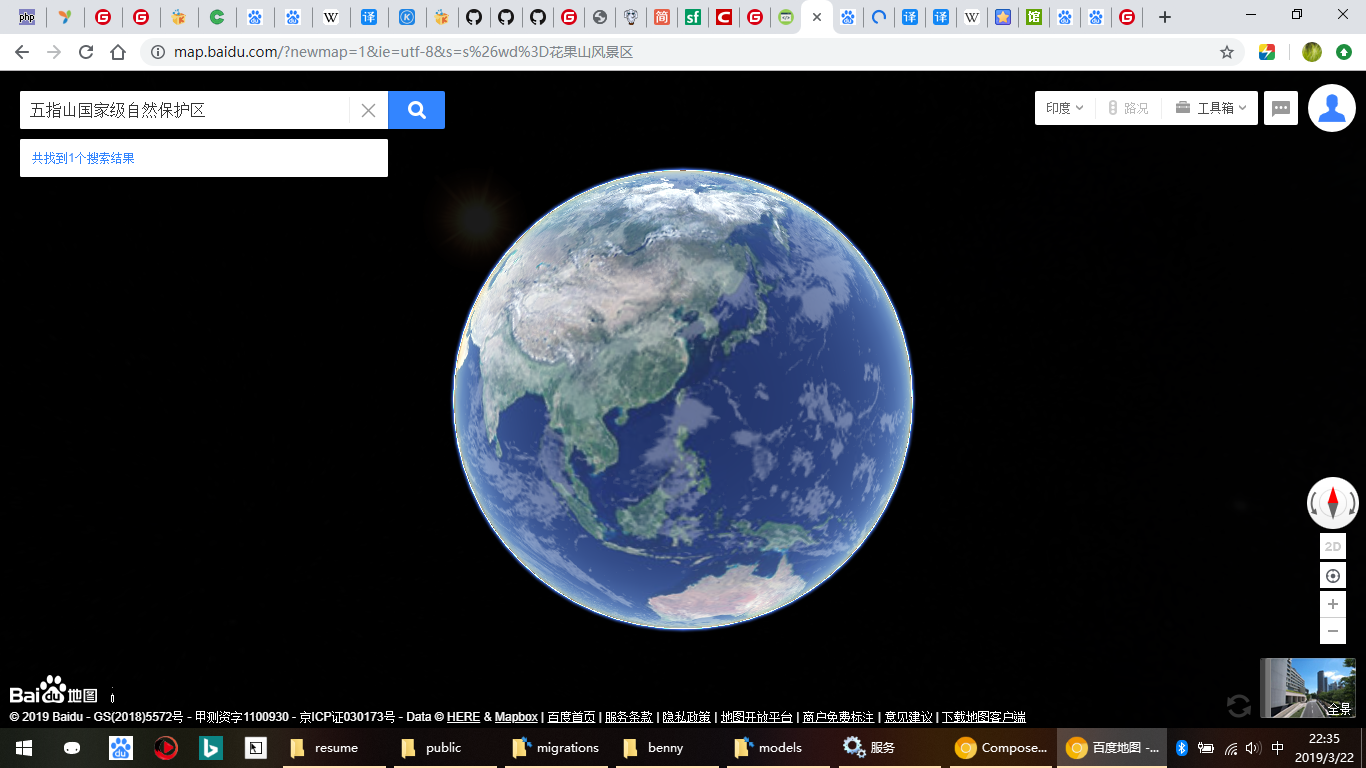 map.baidu.com/?newmap=1&ie=utf-8&s=s%26wd%3D花果山风景区
五指山国家级自然保护区
印度 路况 工具箱
共找到1个搜索结果
2D
Bai du 地图
全景
© 2019 Baidu - GS(2018)5572号 - 甲测资字1100930 - 京ICP证030173号 - Data © HERE & Mapbox | 百度首页 | 服务条款 | 隐私政策 | 地图开放平台 | 商户免费标注 | 意见建议 | 下载地图客户端
resume public migrations benny models 服务 Compose... 百度地图 -... 中 22:35
2019/3/22